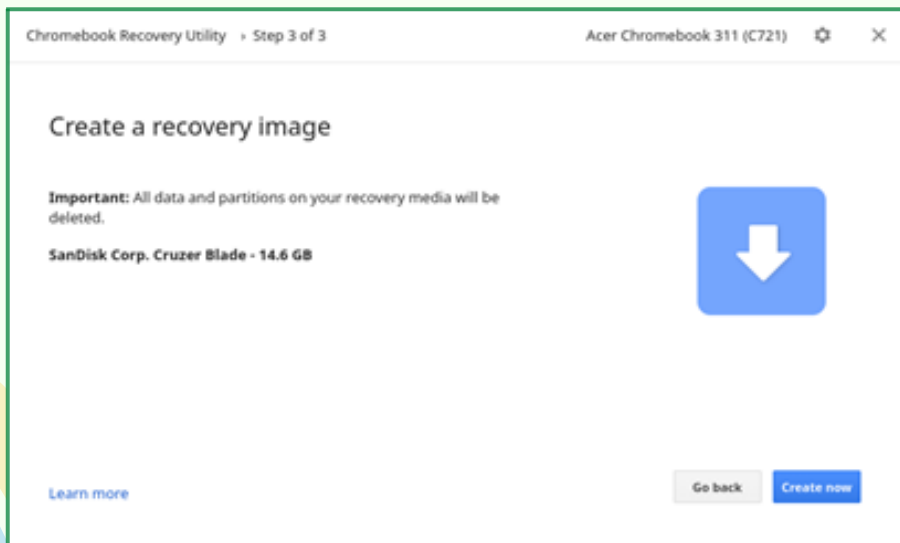 Chromebook Recovery Utility › Step 3 of 3 Acer Chromebook 311 (C721)
Create a recovery image
Important: All data and partitions on your recovery media will be
deleted.
SanDisk Corp. Cruzer Blade - 14.6 GB
Learn more Go back Create now